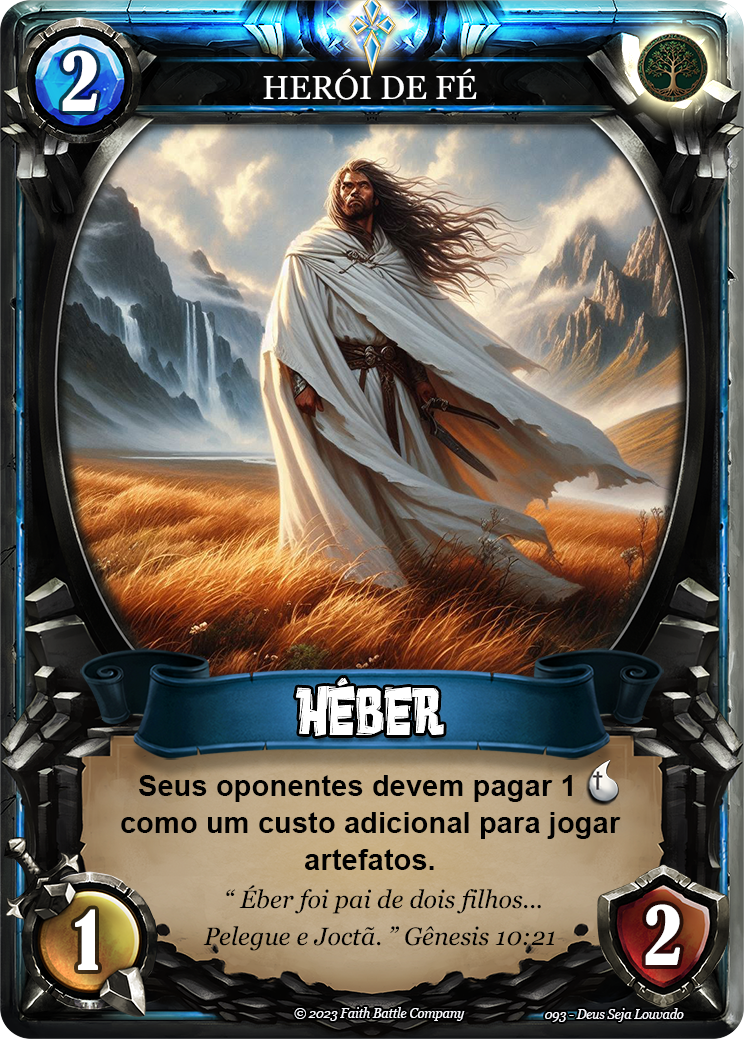 2
HERÓI DE FÉ
HÉBER
Seus oponentes devem pagar 1
como um custo adicional para jogar
artefatos.
“ Éber foi pai de dois filhos...
Pelegue e Joctã. ” Gênesis 10:21
1
2
© 2023 Faith Battle Company
093 - Deus Seja Louvado